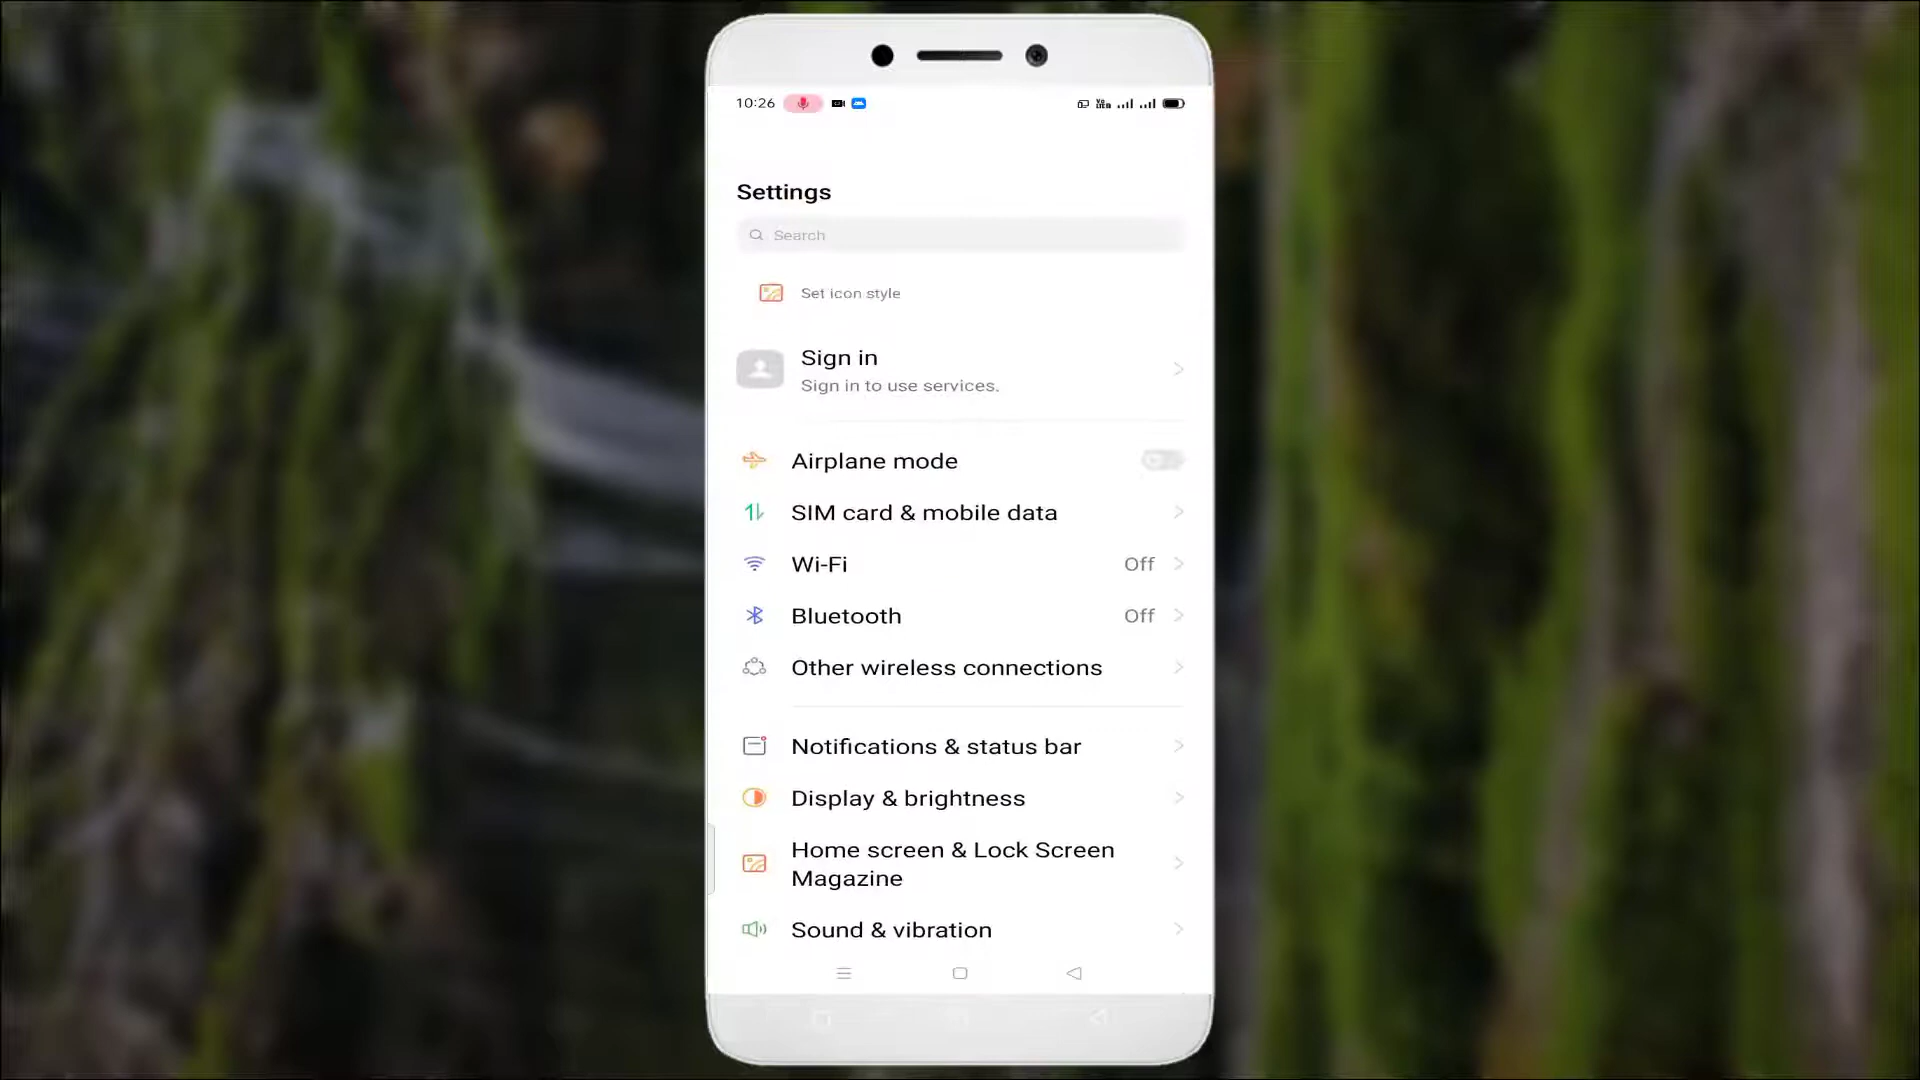 10:26
Settings
Search
Set icon style
Sign in
Sign in to use services.
Airplane mode
SIM card & mobile data
Wi-Fi Off
Bluetooth Off
Other wireless connections
Notifications & status bar
Display & brightness
Home screen & Lock Screen
Magazine
Sound & vibration